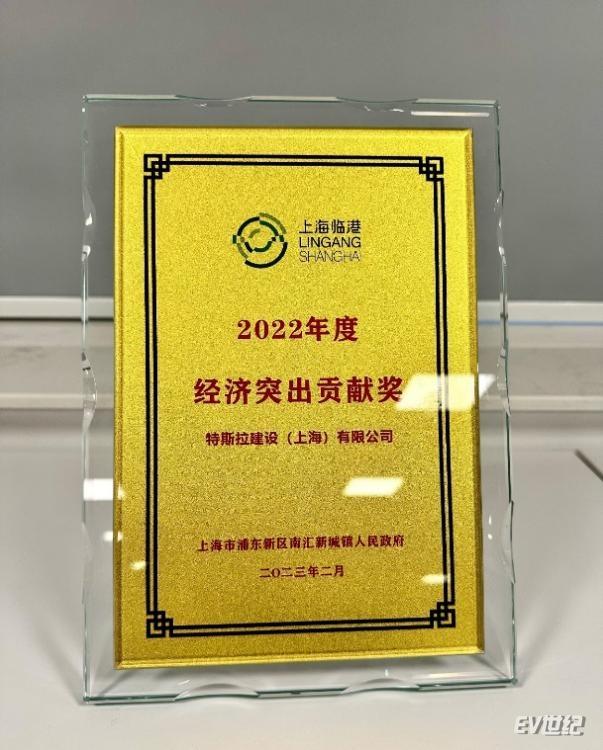 上海临港
LINGANG
SHANGHAI
2022年度
经济突出贡献奖
特斯拉建设（上海）有限公司
上海市浦东新区南汇新城镇人民政府
二〇二三年二月
EV世纪